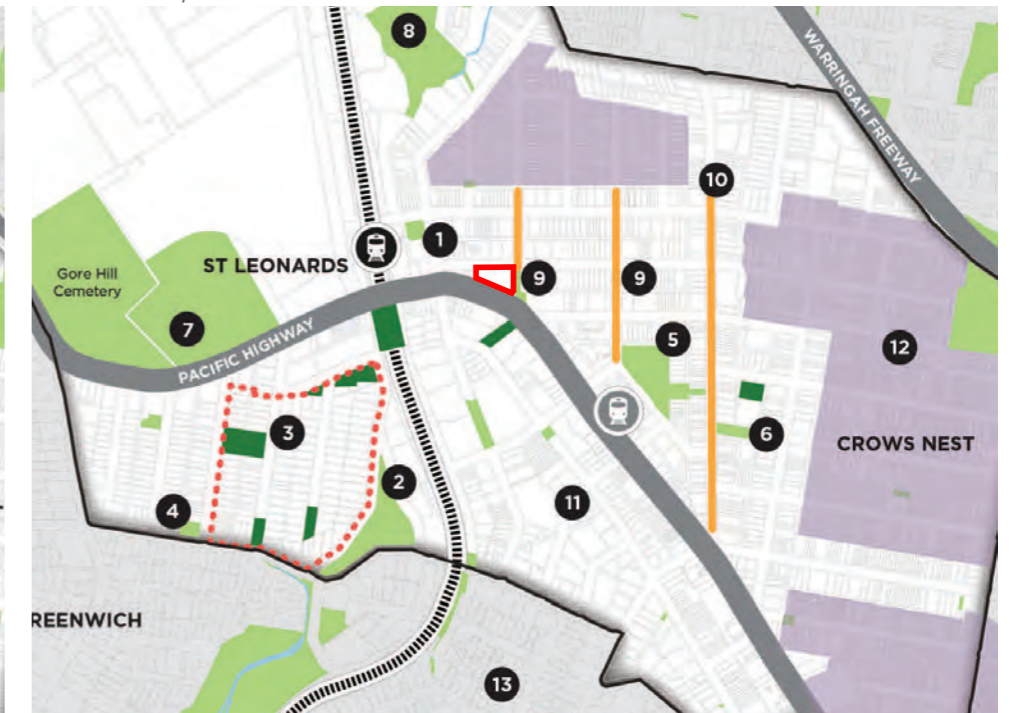 8
WARRINGAH FREEWAY
10
1
ST LEONARDS
Gore Hill
Cemetery
9
9
7
5
12
PACIFIC HIGHWAY
3
6
CROWS NEST
2
4
11
REENWICH
13